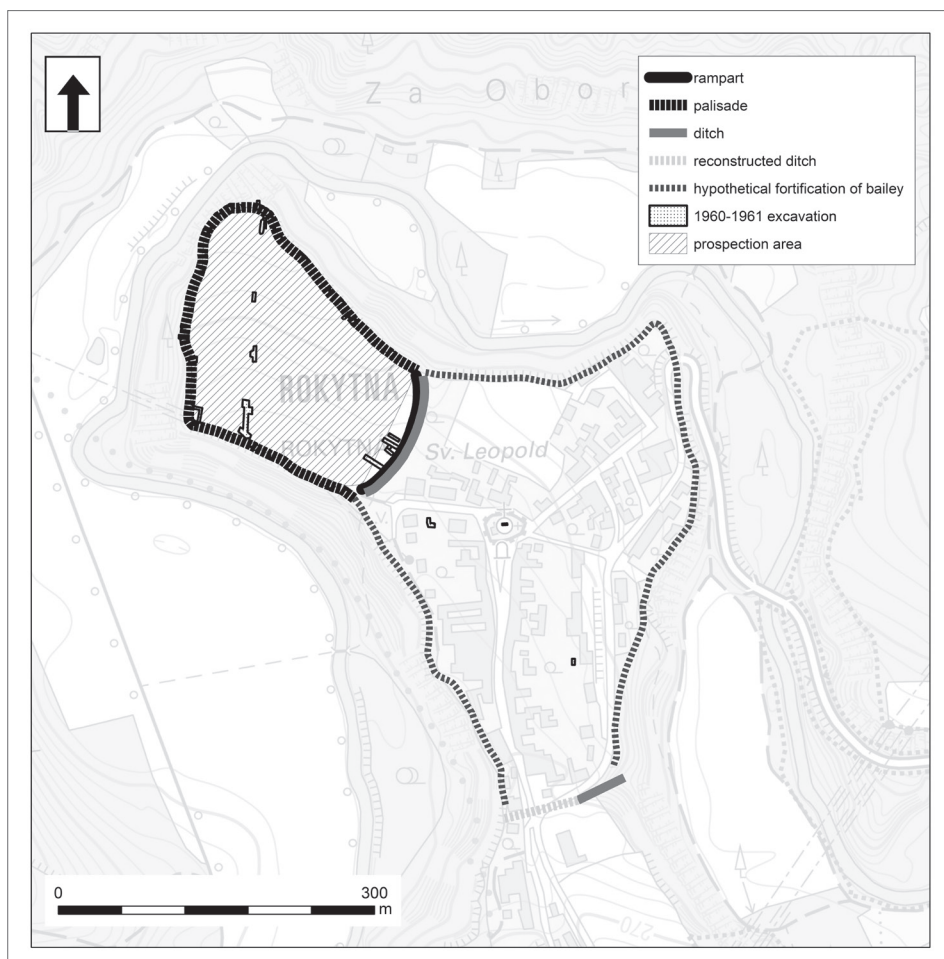 Za Obor
rampart
palisade
ditch
reconstructed ditch
hypothetical fortification of bailey
1960-1961 excavation
prospection area
ROKYTNÁ
ROKYTNÁ
Sv. Leopold
0 300
m
270